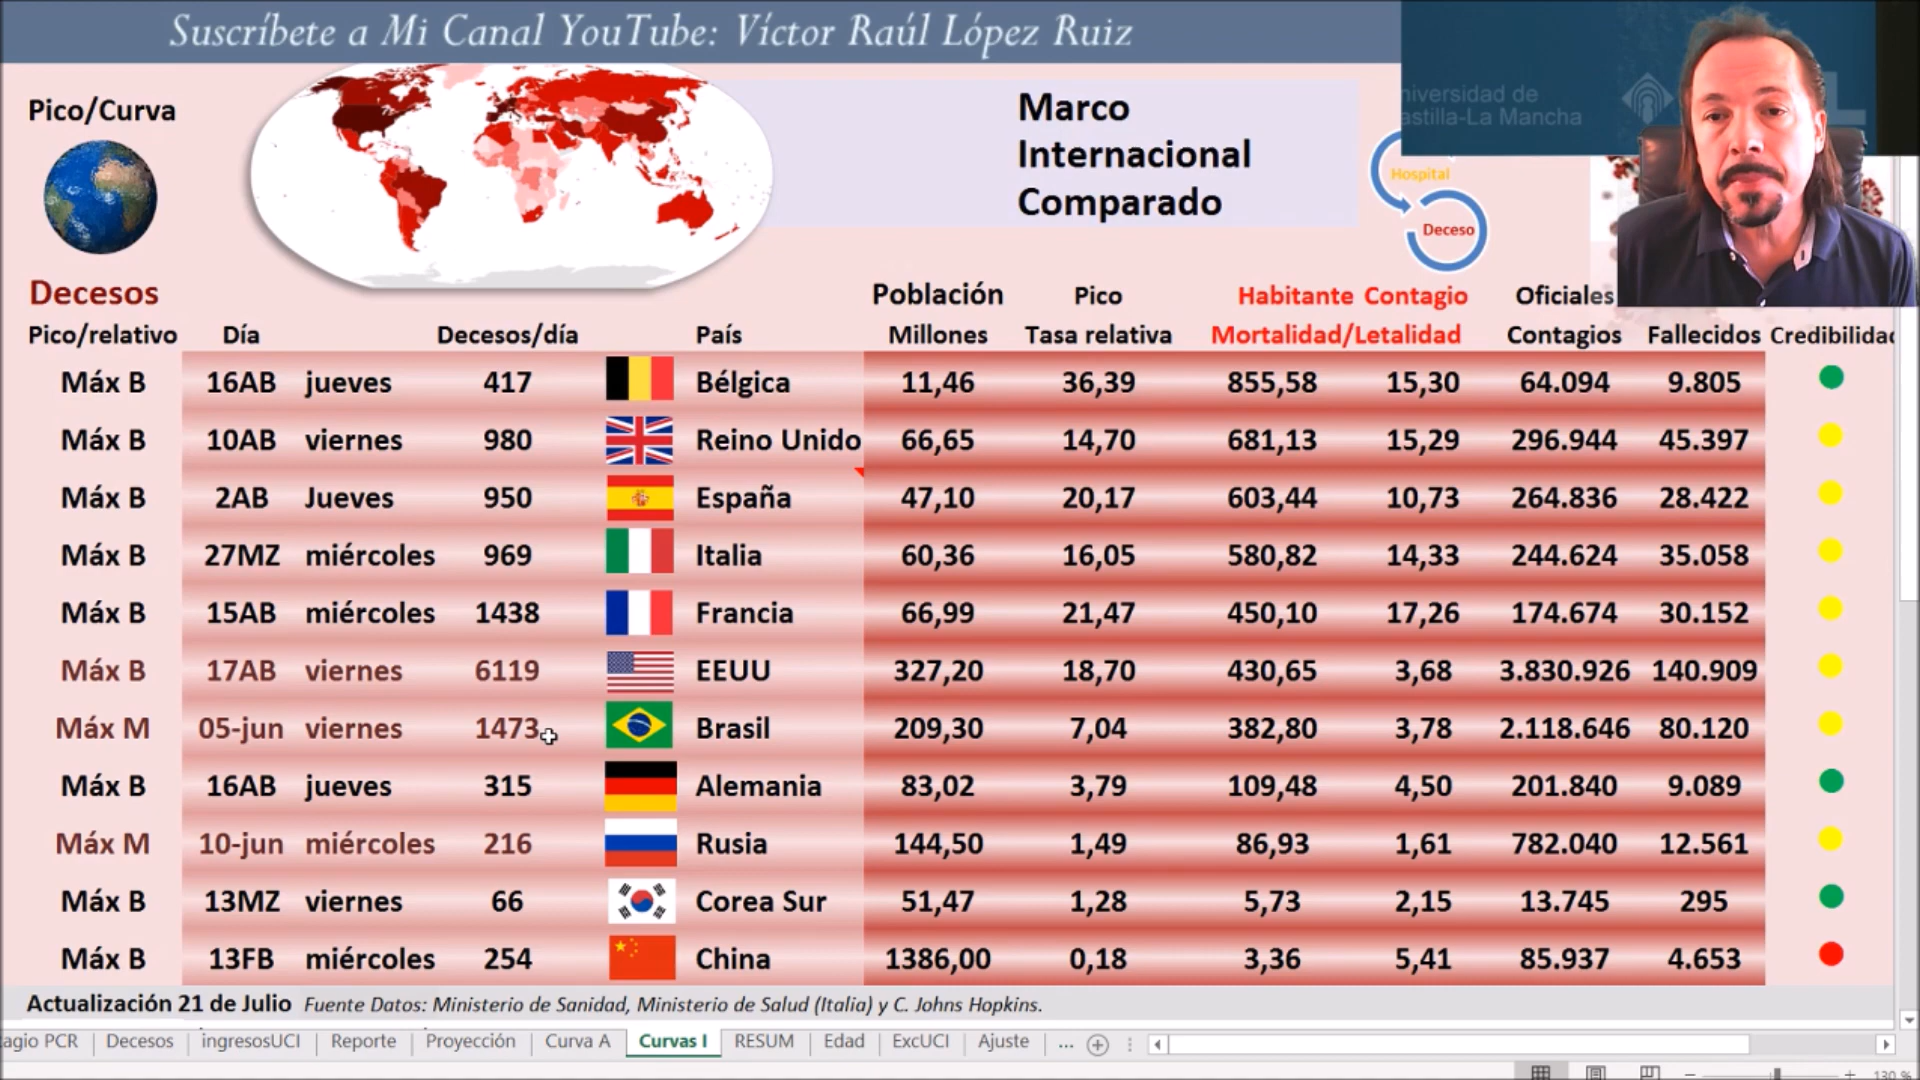 Suscríbete a Mi Canal YouTube: Víctor Raúl López Ruiz
Pico/Curva
Marco
Internacional
Comparado
niversidad de
astilla-La Mancha
Hospital
Deceso
Decesos
Población Pico Habitante Contagio Oficiales
Pico/relativo Día Decesos/día País Millones Tasa relativa Mortalidad/Letalidad Contagios Fallecidos Credibilidad
Máx B 16AB jueves 417 Bélgica 11,46 36,39 855,58 15,30 64.094 9.805
Máx B 10AB viernes 980 Reino Unido 66,65 14,70 681,13 15,29 296.944 45.397
Máx B 2AB Jueves 950 España 47,10 20,17 603,44 10,73 264.836 28.422
Máx B 27MZ miércoles 969 Italia 60,36 16,05 580,82 14,33 244.624 35.058
Máx B 15AB miércoles 1438 Francia 66,99 21,47 450,10 17,26 174.674 30.152
Máx B 17AB viernes 6119 EEUU 327,20 18,70 430,65 3,68 3.830.926 140.909
Máx M 05-jun viernes 1473 Brasil 209,30 7,04 382,80 3,78 2.118.646 80.120
Máx B 16AB jueves 315 Alemania 83,02 3,79 109,48 4,50 201.840 9.089
Máx M 10-jun miércoles 216 Rusia 144,50 1,49 86,93 1,61 782.040 12.561
Máx B 13MZ viernes 66 Corea Sur 51,47 1,28 5,73 2,15 13.745 295
Máx B 13FB miércoles 254 China 1386,00 0,18 3,36 5,41 85.937 4.653
Actualización 21 de Julio Fuente Datos: Ministerio de Sanidad, Ministerio de Salud (Italia) y C. Johns Hopkins.
agio PCR Decesos ingresosUCI Reporte Proyección Curva A Curvas I RESUM Edad ExcUCI Ajuste ...
130 %